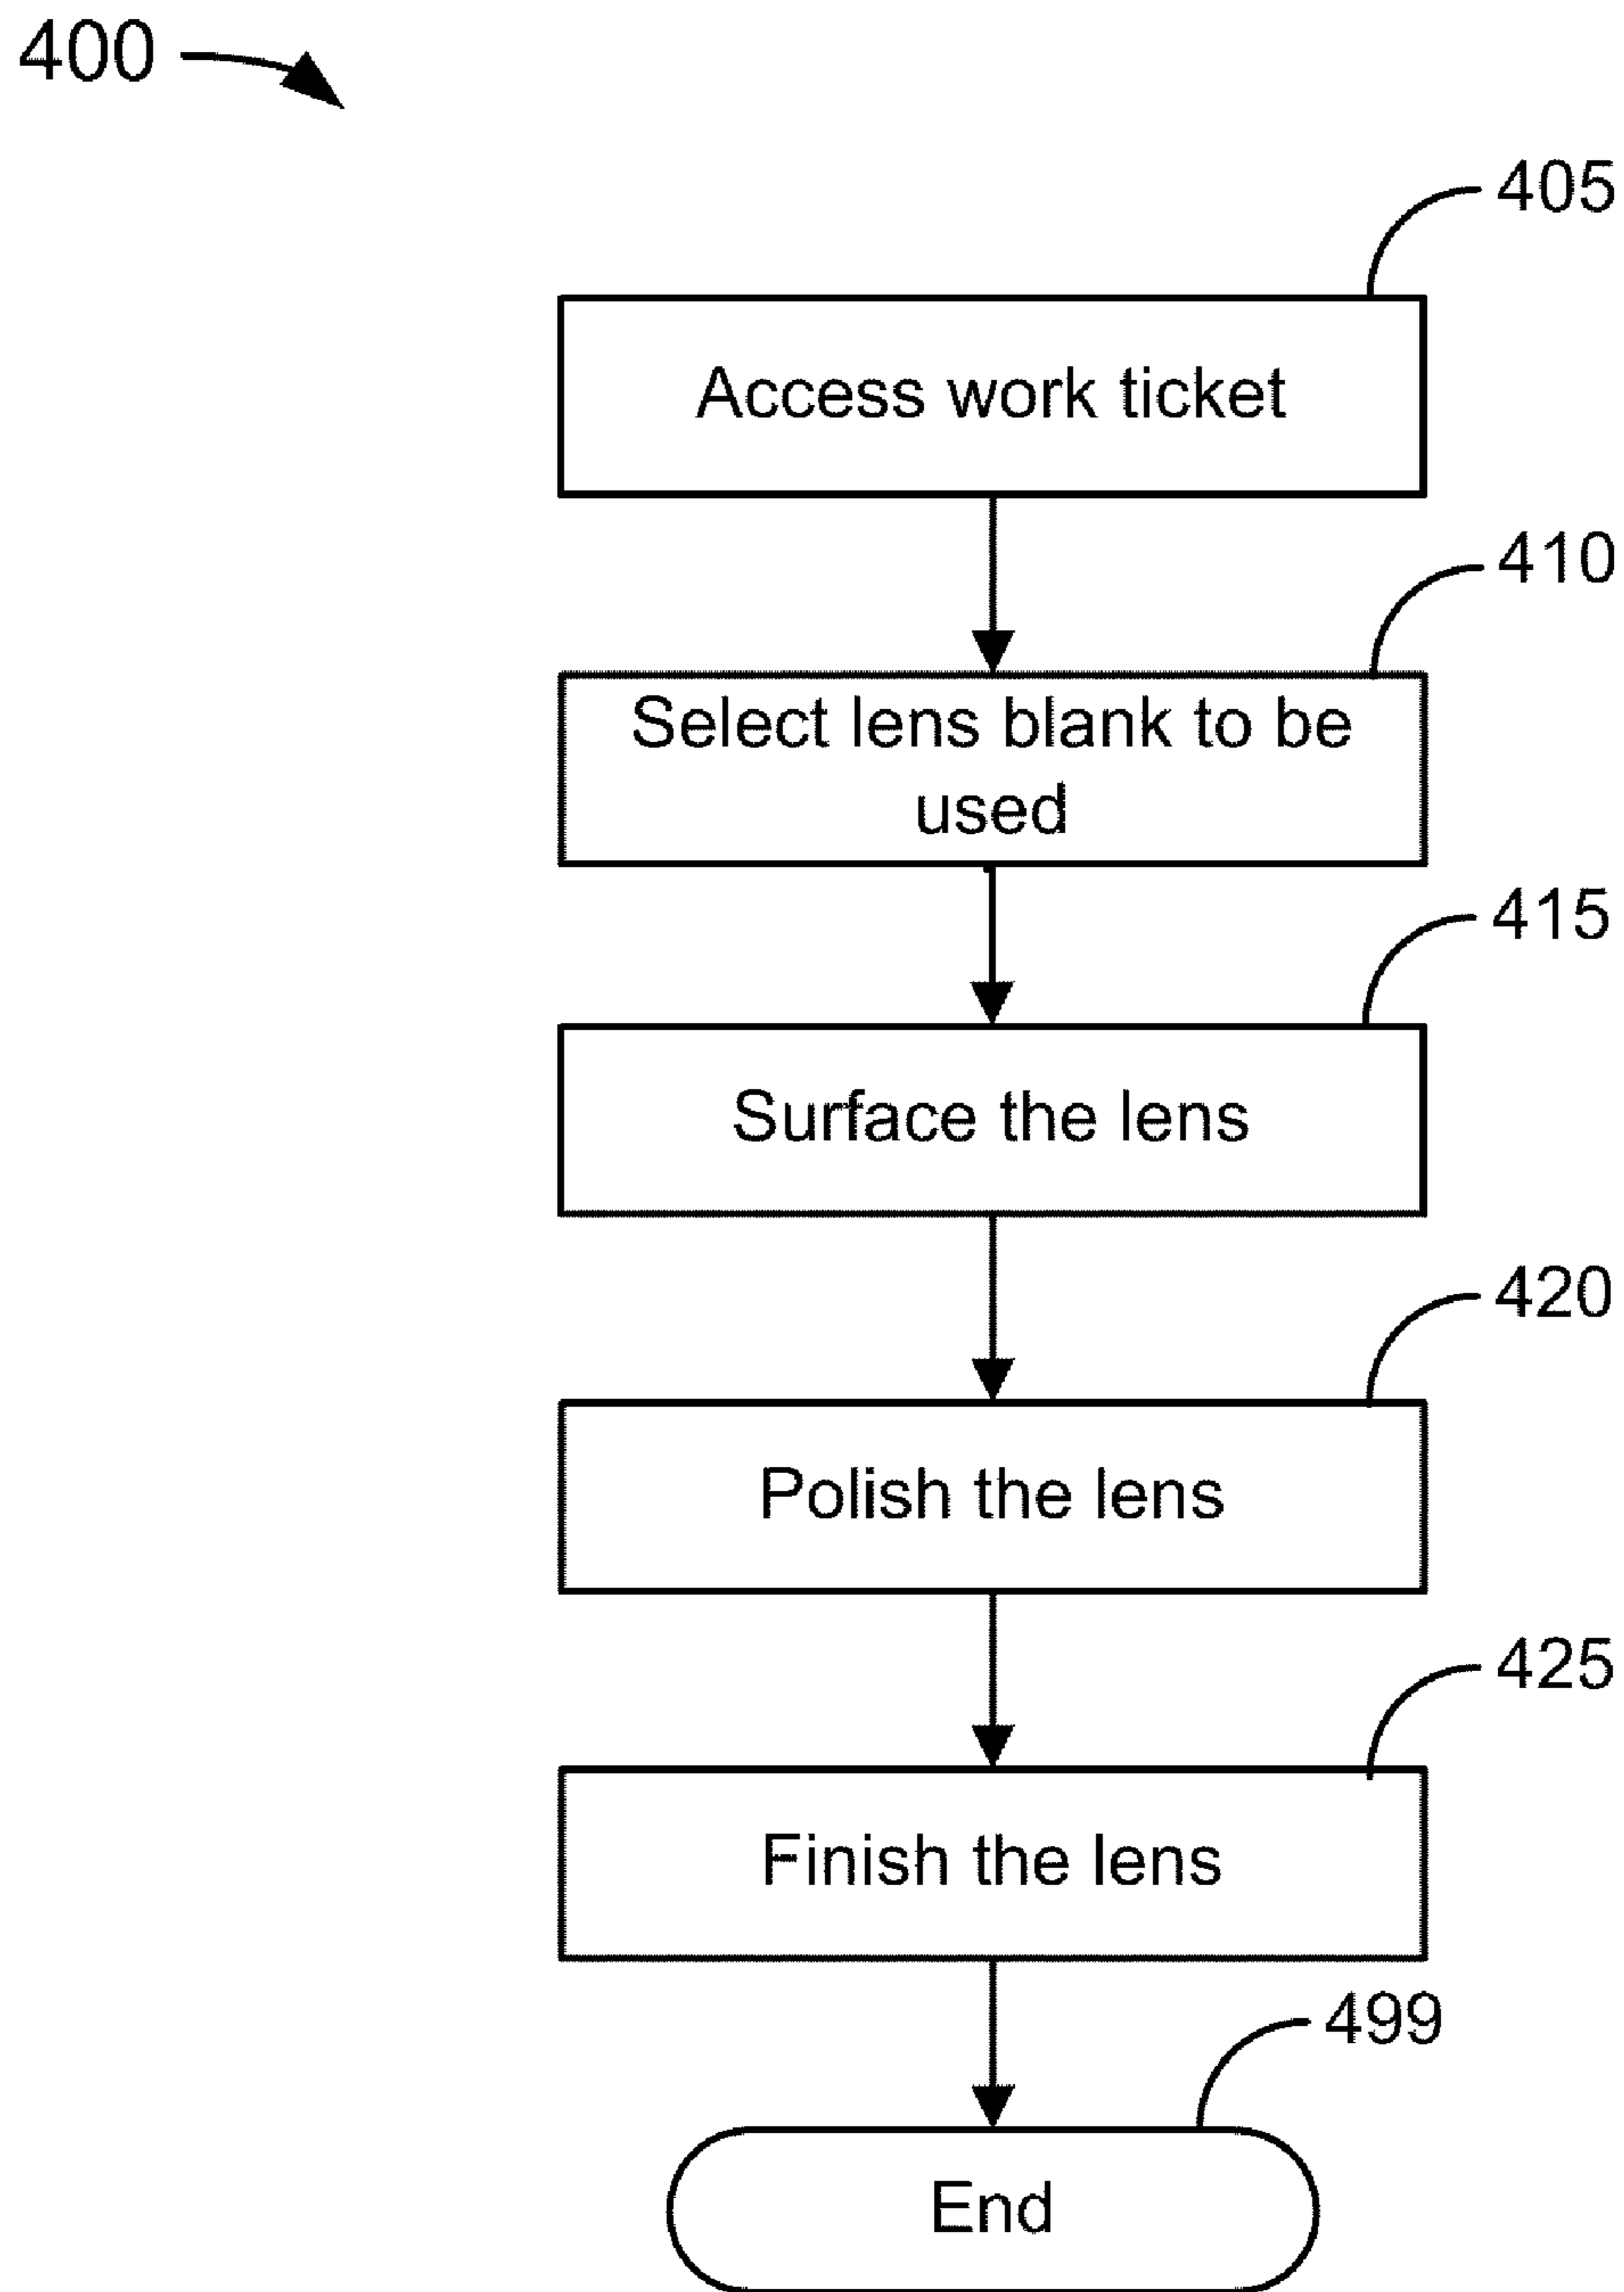 400
405
Access work ticket
410
Select lens blank to be
used
415
Surface the lens
420
Polish the lens
425
Finish the lens
499
End